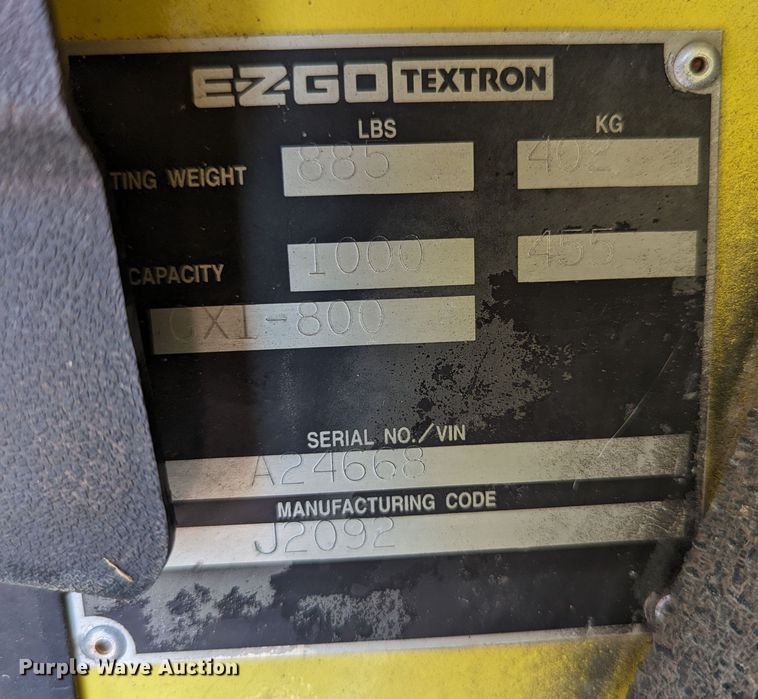 EZGO TEXTRON
LBS KG
TING WEIGHT 885 402
CAPACITY 1000 455
GXI-800
SERIAL NO./VIN
A24668
MANUFACTURING CODE
J2092
Purple Wave Auction